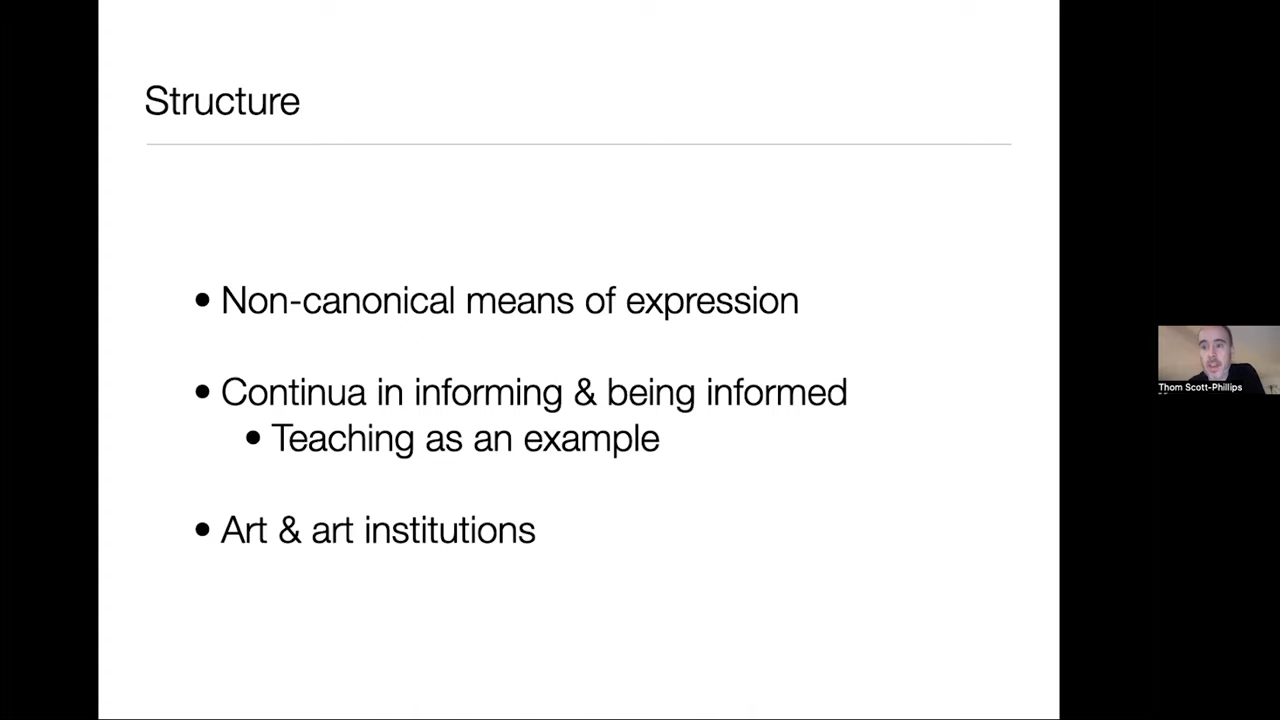 Structure
• Non-canonical means of expression
• Continua in informing & being informed
• Teaching as an example
• Art & art institutions
Thom Scott-Phillips